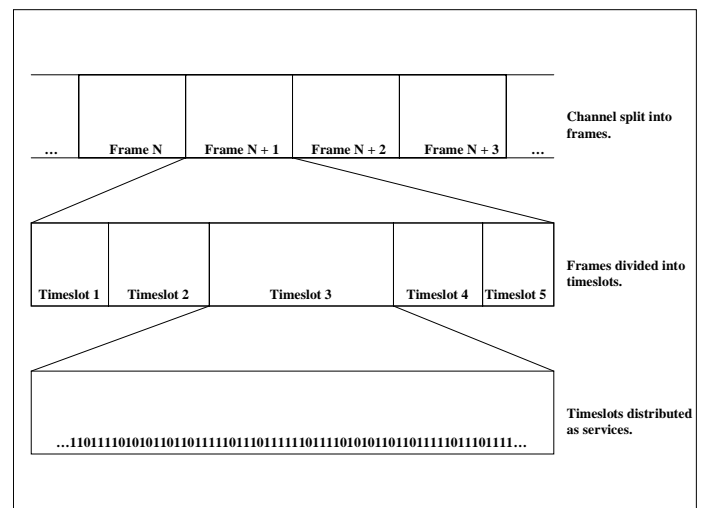 Channel split into
frames.
... Frame N Frame N + 1 Frame N + 2 Frame N + 3 ...
Frames divided into
timeslots.
Timeslot 1 Timeslot 2 Timeslot 3 Timeslot 4 Timeslot 5
Timeslots distributed
as services.
...11011110101011011011111011101111110111101010110110111110111011111...